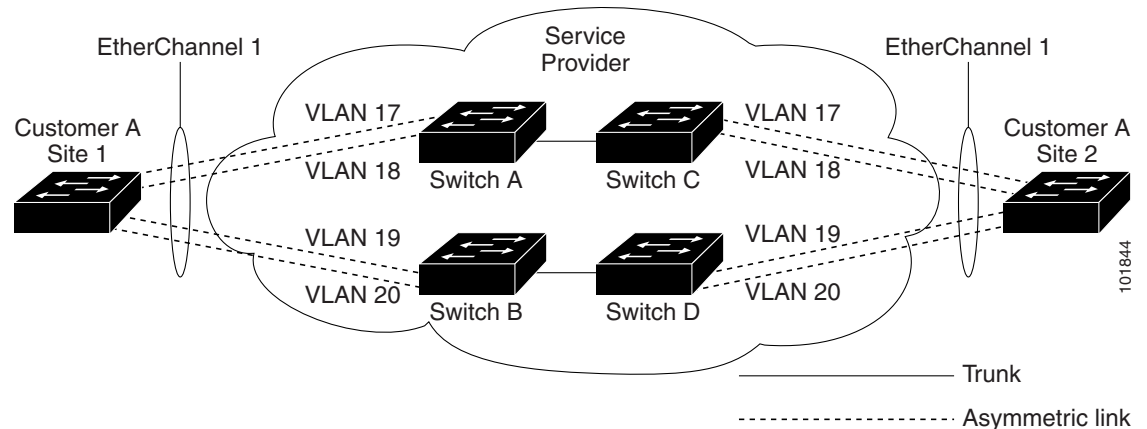 EtherChannel 1
Service
Provider
EtherChannel 1
Customer A
Site 1
VLAN 17
VLAN 18
Switch A
Switch C
VLAN 17
VLAN 18
Customer A
Site 2
VLAN 19
VLAN 20
Switch B
Switch D
VLAN 19
VLAN 20
101844
Trunk
Asymmetric link